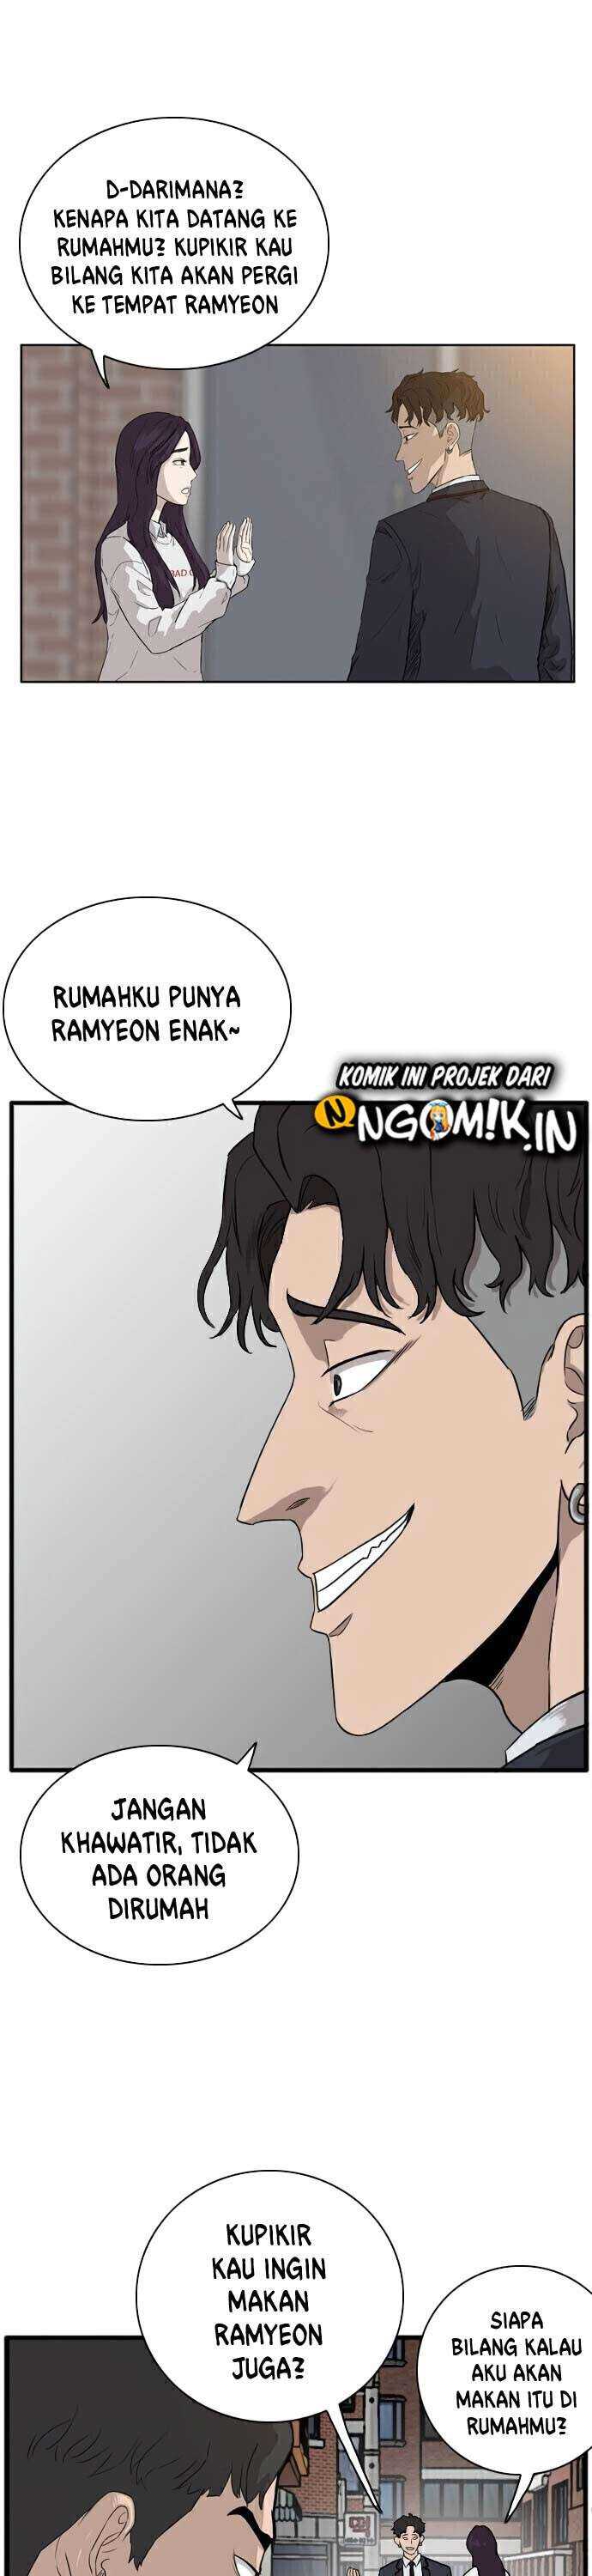 D-DARIMANA?
KENAPA KITA DATANG KE
RUMAHMU? KUPIKIR KAU
BILANG KITA AKAN PERGI
KE TEMPAT RAMYEON
RUMAHKU PUNYA
RAMYEON ENAK~
KOMIK INI PROJEK DARI
N NGOM!K.IN
JANGAN
KHAWATIR, TIDAK
ADA ORANG
DIRUMAH
KUPIKIR
KAU INGIN
MAKAN
RAMYEON
JUGA?
SIAPA
BILANG KALAU
AKU AKAN
MAKAN ITU DI
RUMAHMU?